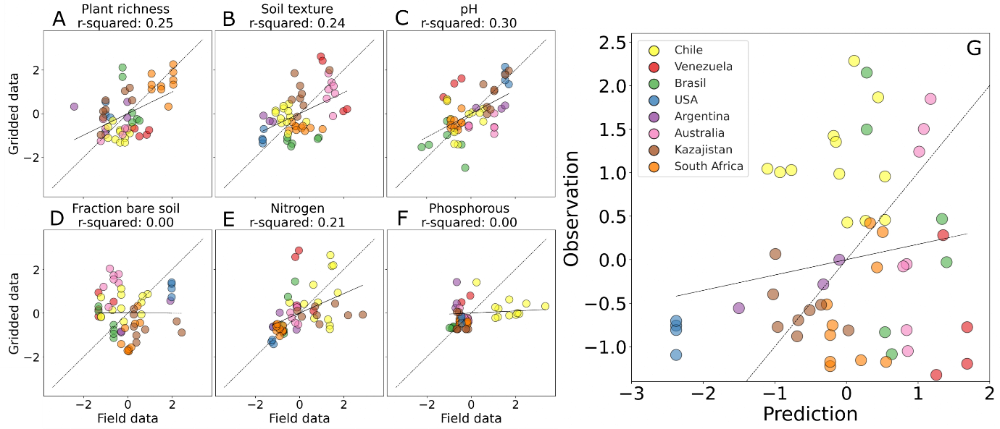 A
Plant richness
r-squared: 0.25
B
Soil texture
r-squared: 0.24
C
pH
r-squared: 0.30
2
0
−2
Gridded data
D
Fraction bare soil
r-squared: 0.00
E
Nitrogen
r-squared: 0.21
F
Phosphorous
r-squared: 0.00
2
0
−2
Gridded data
−2 0 2
−2 0 2
−2 0 2
Field data
Field data
Field data
G
Chile
Venezuela
Brasil
USA
Argentina
Australia
Kazajistan
South Africa
2.5
2.0
1.5
1.0
0.5
0.0
−0.5
−1.0
Observation
−3 −2 −1 0 1 2
Prediction